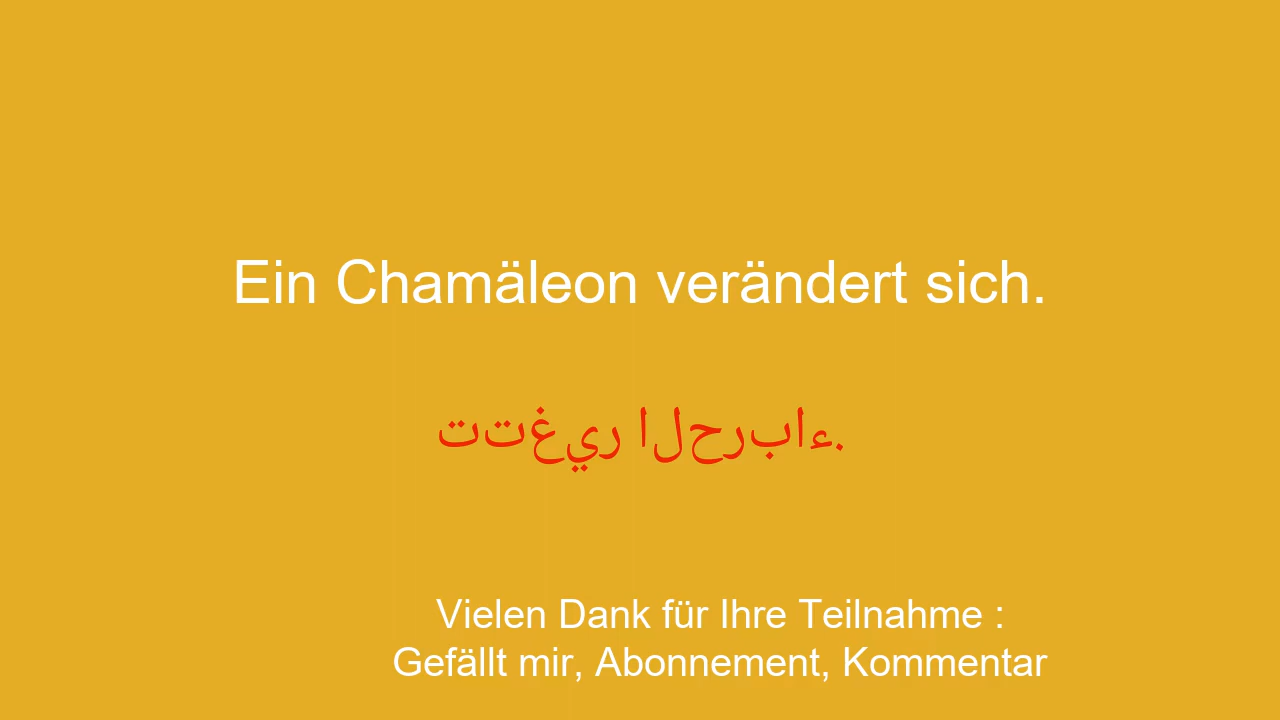 Ein Chamäleon verändert sich.
تتغير الحرباء.
Vielen Dank für Ihre Teilnahme :
Gefällt mir, Abonnement, Kommentar